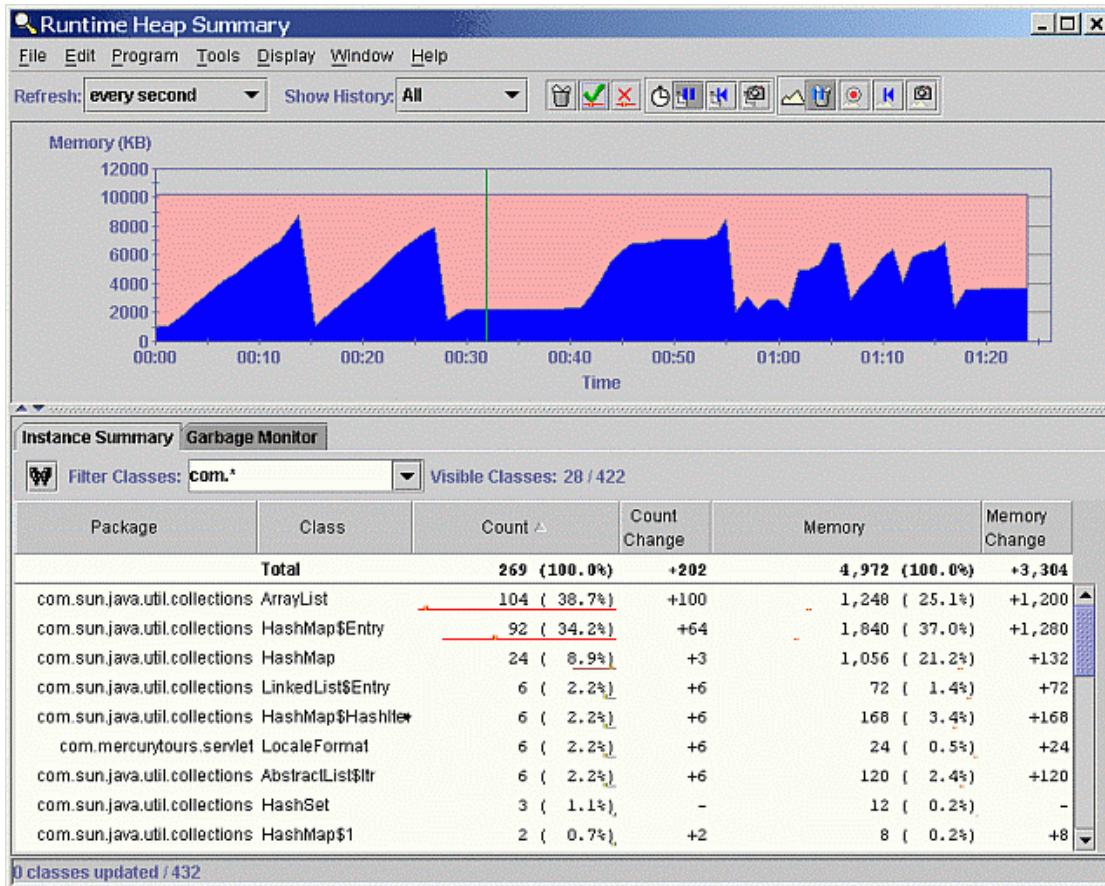 Runtime Heap Summary
File Edit Program Tools Display Window Help
Refresh: every second Show History: All
Memory (KB)
12000
10000
8000
6000
4000
2000
0
00:00 00:10 00:20 00:30 00:40 00:50 01:00 01:10 01:20
Time
Instance Summary Garbage Monitor
Filter Classes: com.* Visible Classes: 28 / 422
Package Class Count Count Change Memory Memory Change
Total 269 (100.0%) +202 4,972 (100.0%) +3,304
com.sun.java.util.collections ArrayList 104 ( 38.7%) +100 1,248 ( 25.1%) +1,200
com.sun.java.util.collections HashMap$Entry 92 ( 34.2%) +64 1,840 ( 37.0%) +1,280
com.sun.java.util.collections HashMap 24 ( 8.9%) +3 1,056 ( 21.2%) +132
com.sun.java.util.collections LinkedList$Entry 6 ( 2.2%) +6 72 ( 1.4%) +72
com.sun.java.util.collections HashMap$HashIte 6 ( 2.2%) +6 168 ( 3.4%) +168
com.mercurytours.servlet LocaleFormat 6 ( 2.2%) +6 24 ( 0.5%) +24
com.sun.java.util.collections AbstractList$Itr 6 ( 2.2%) +6 120 ( 2.4%) +120
com.sun.java.util.collections HashSet 3 ( 1.1%) - 12 ( 0.2%) -
com.sun.java.util.collections HashMap$1 2 ( 0.7%) +2 8 ( 0.2%) +8
0 classes updated / 432